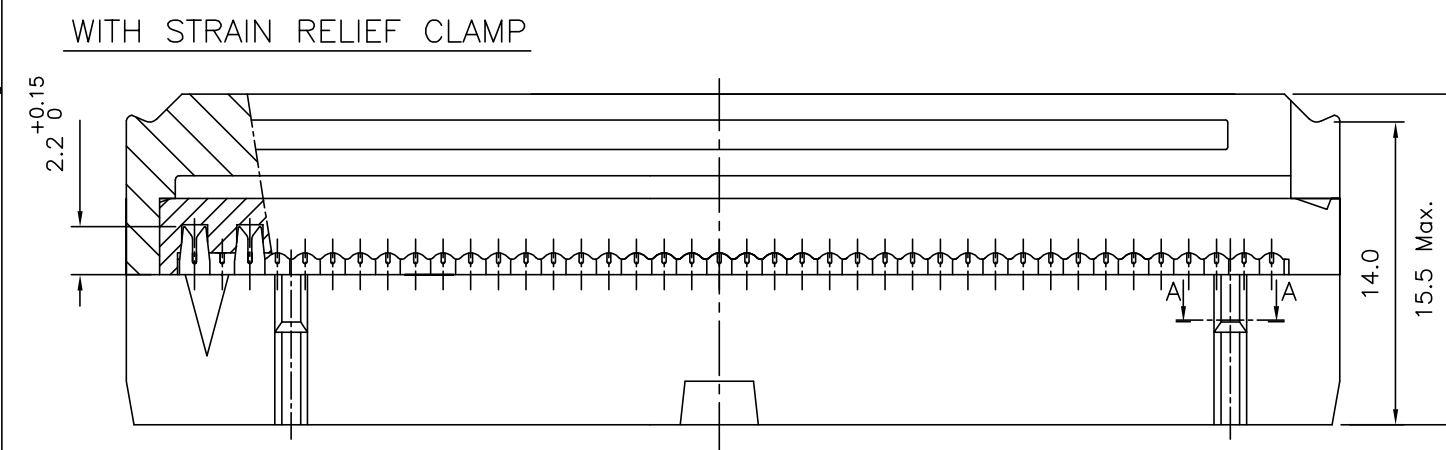 WITH STRAIN RELIEF CLAMP
2.2 +0.15 0
A A
14.0
15.5 Max.